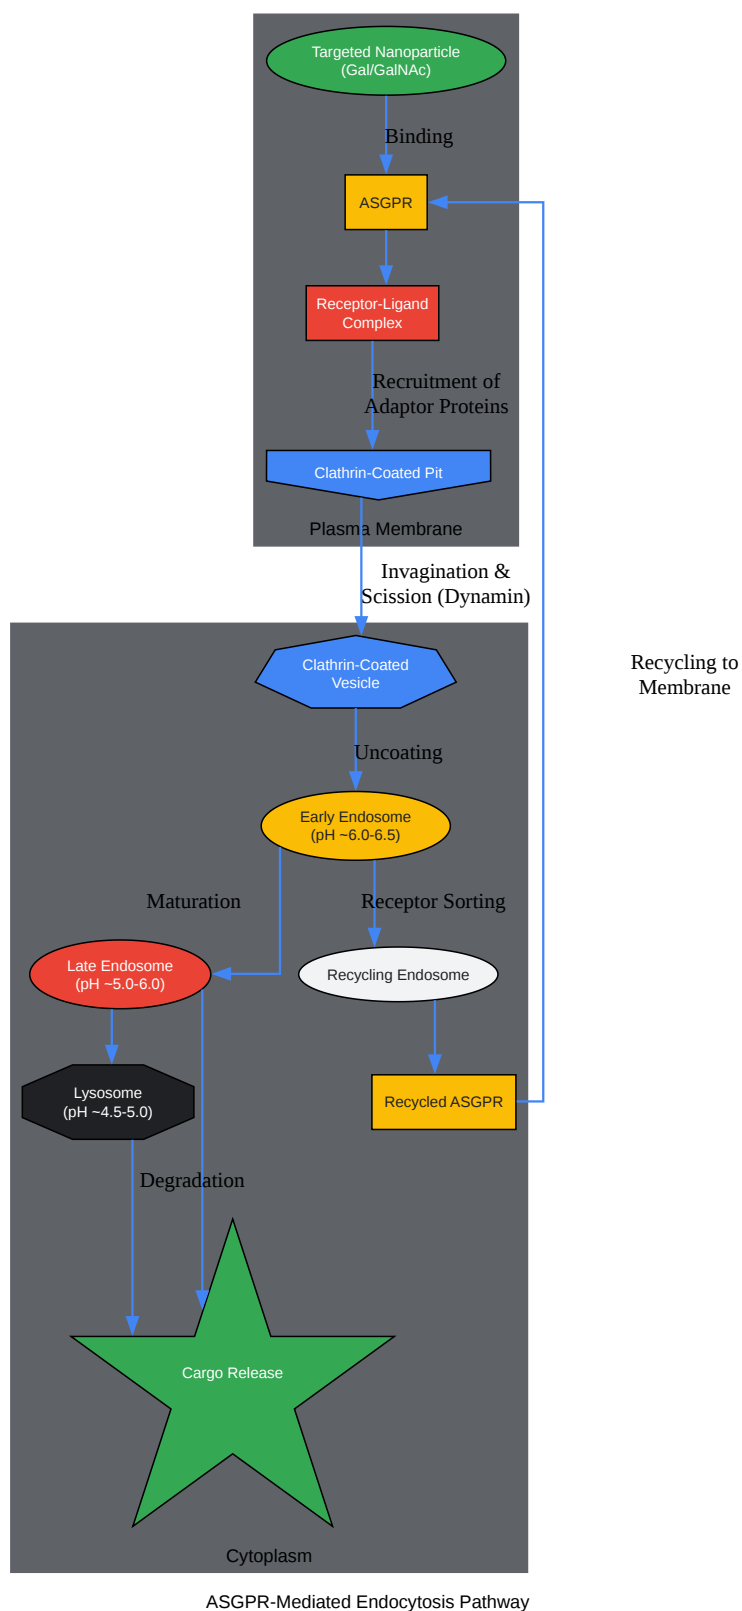 Targeted Nanoparticle
(Gal/GalNAc)
Binding
ASGPR
Receptor-Ligand
Complex
Recruitment of
Adaptor Proteins
Clathrin-Coated Pit
Plasma Membrane
Invagination &
Scission (Dynamin)
Clathrin-Coated
Vesicle
Recycling to
Membrane
Uncoating
Early Endosome
(pH ~6.0-6.5)
Maturation
Receptor Sorting
Late Endosome
(pH ~5.0-6.0)
Recycling Endosome
Lysosome
(pH ~4.5-5.0)
Recycled ASGPR
Degradation
Cargo Release
Cytoplasm
ASGPR-Mediated Endocytosis Pathway